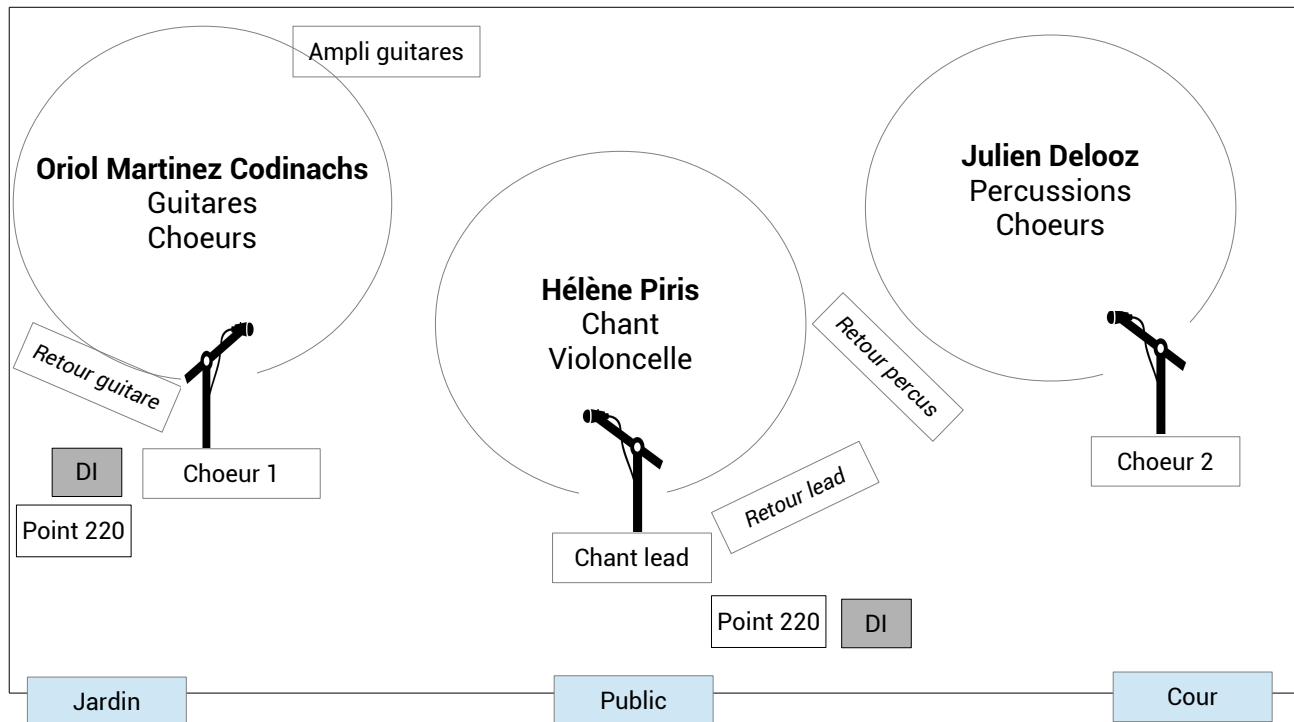 Ampli guitares
Oriol Martinez Codinachs
Guitares
Choeurs
Julien Delooz
Percussions
Choeurs
Hélène Piris
Chant
Violoncelle
Retour guitare
Retour percus
DI
Choeur 1
Choeur 2
Retour lead
Point 220
Chant lead
Point 220
DI
Jardin
Public
Cour